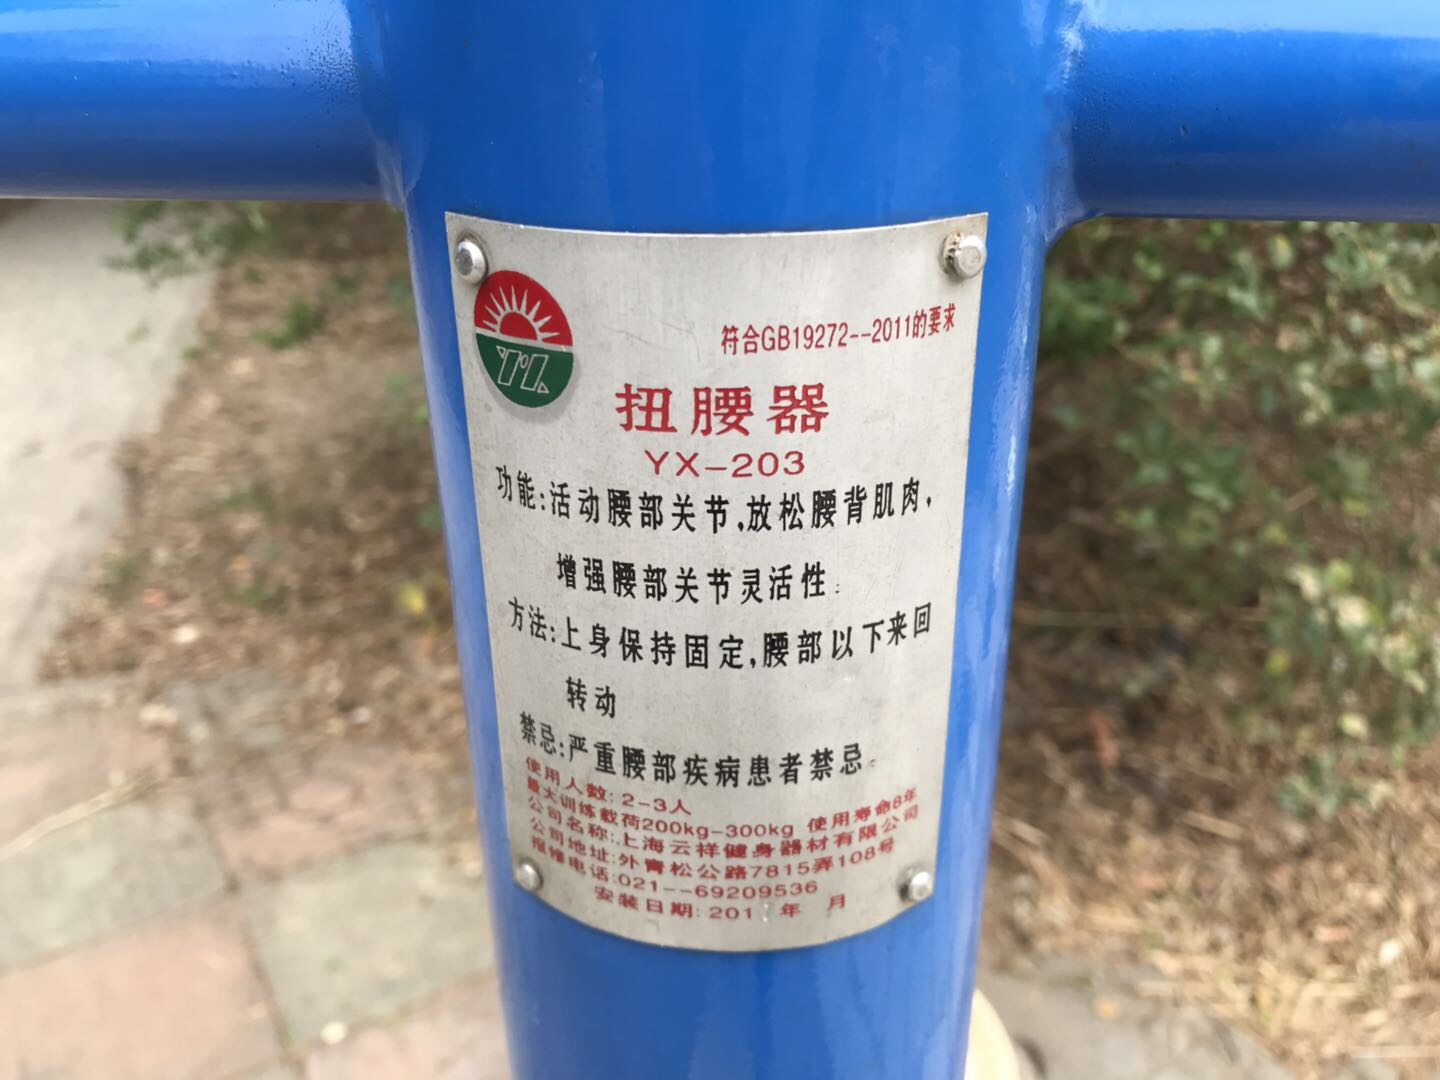 符合GB19272--2011的要求
扭腰器
YX-203
功能:活动腰部关节,放松腰背肌肉,
增强腰部关节灵活性.
方法:上身保持固定,腰部以下来回
转动
禁忌:严重腰部疾病患者禁忌。
使用人数:2-3人
最大训练载荷200kg-300kg 使用寿命8年
公司名称:上海云祥健身器材有限公司
公司地址:外青松公路7815弄108号
报修电话:021--69209536
安装日期:201 年 月